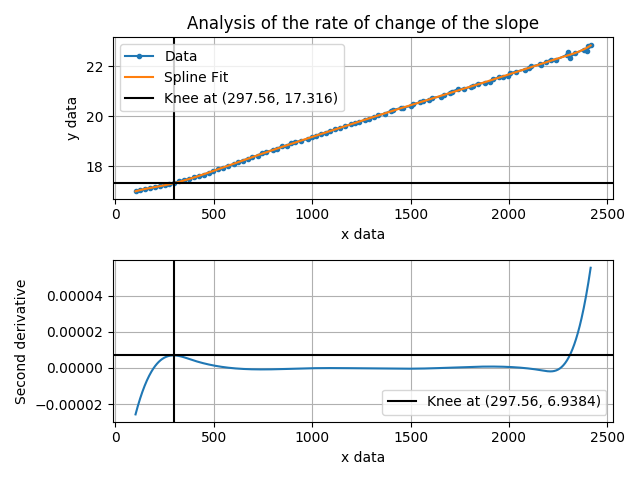 Analysis of the rate of change of the slope
Data
Spline Fit
Knee at (297.56, 17.316)
y data
22
20
18
0 500 1000 1500 2000 2500
x data
Second derivative
0.00004
0.00002
0.00000
−0.00002
Knee at (297.56, 6.9384)
0 500 1000 1500 2000 2500
x data